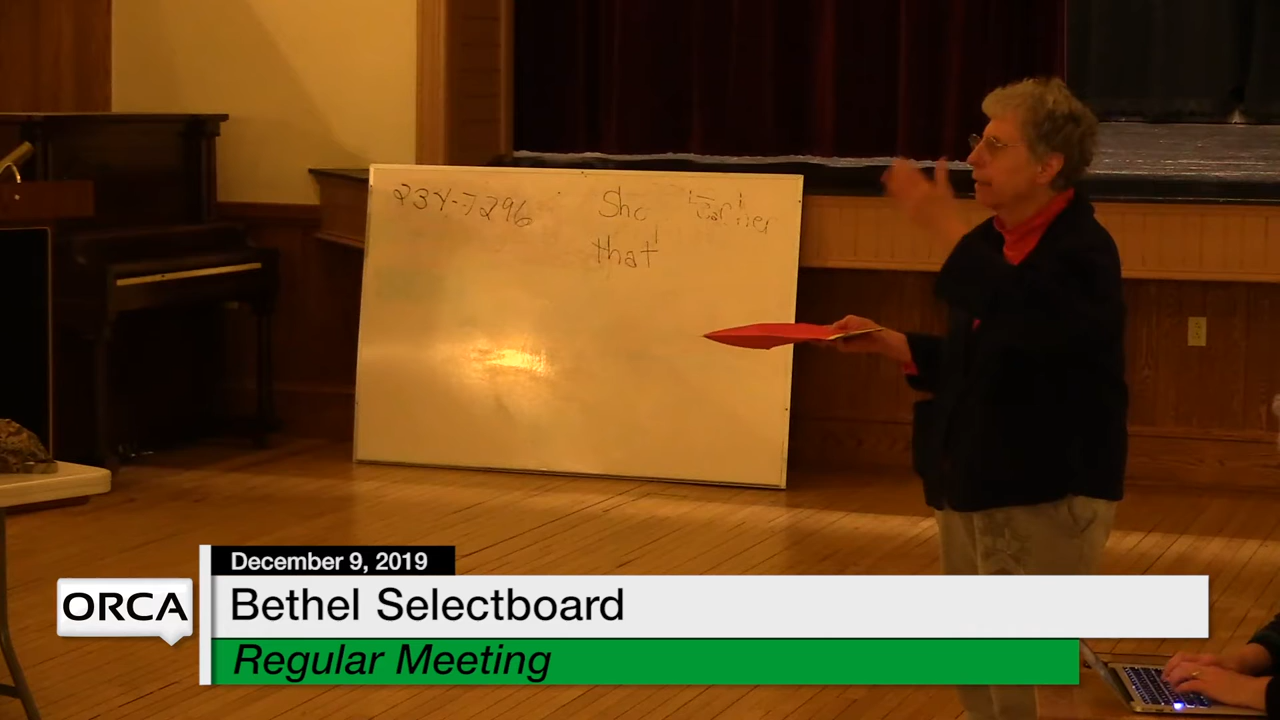 234-7296
that
December 9, 2019
ORCA
Bethel Selectboard
Regular Meeting